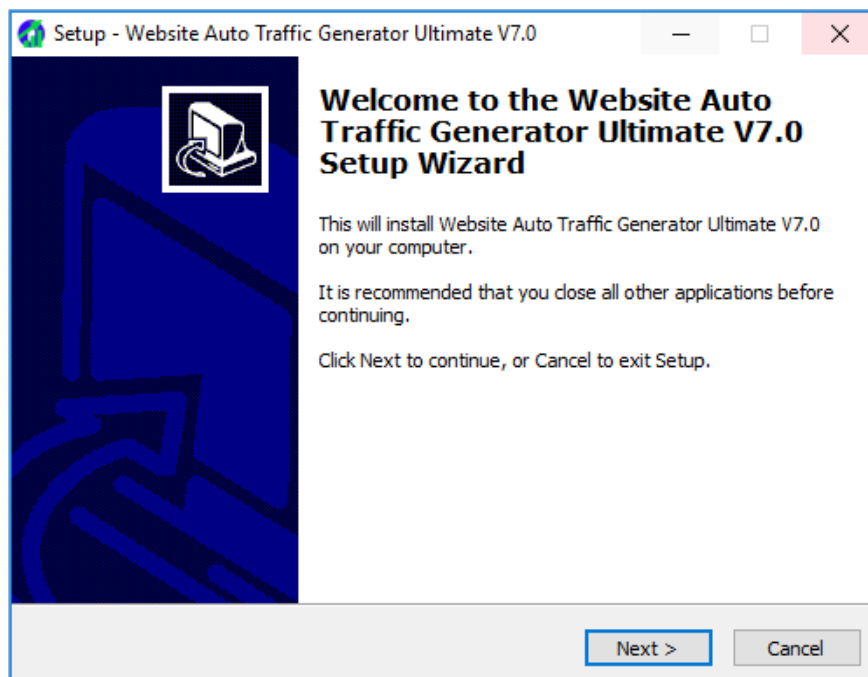 Setup - Website Auto Traffic Generator Ultimate V7.0
Welcome to the Website Auto
Traffic Generator Ultimate V7.0
Setup Wizard
This will install Website Auto Traffic Generator Ultimate V7.0
on your computer.
It is recommended that you close all other applications before
continuing.
Click Next to continue, or Cancel to exit Setup.
Next >
Cancel